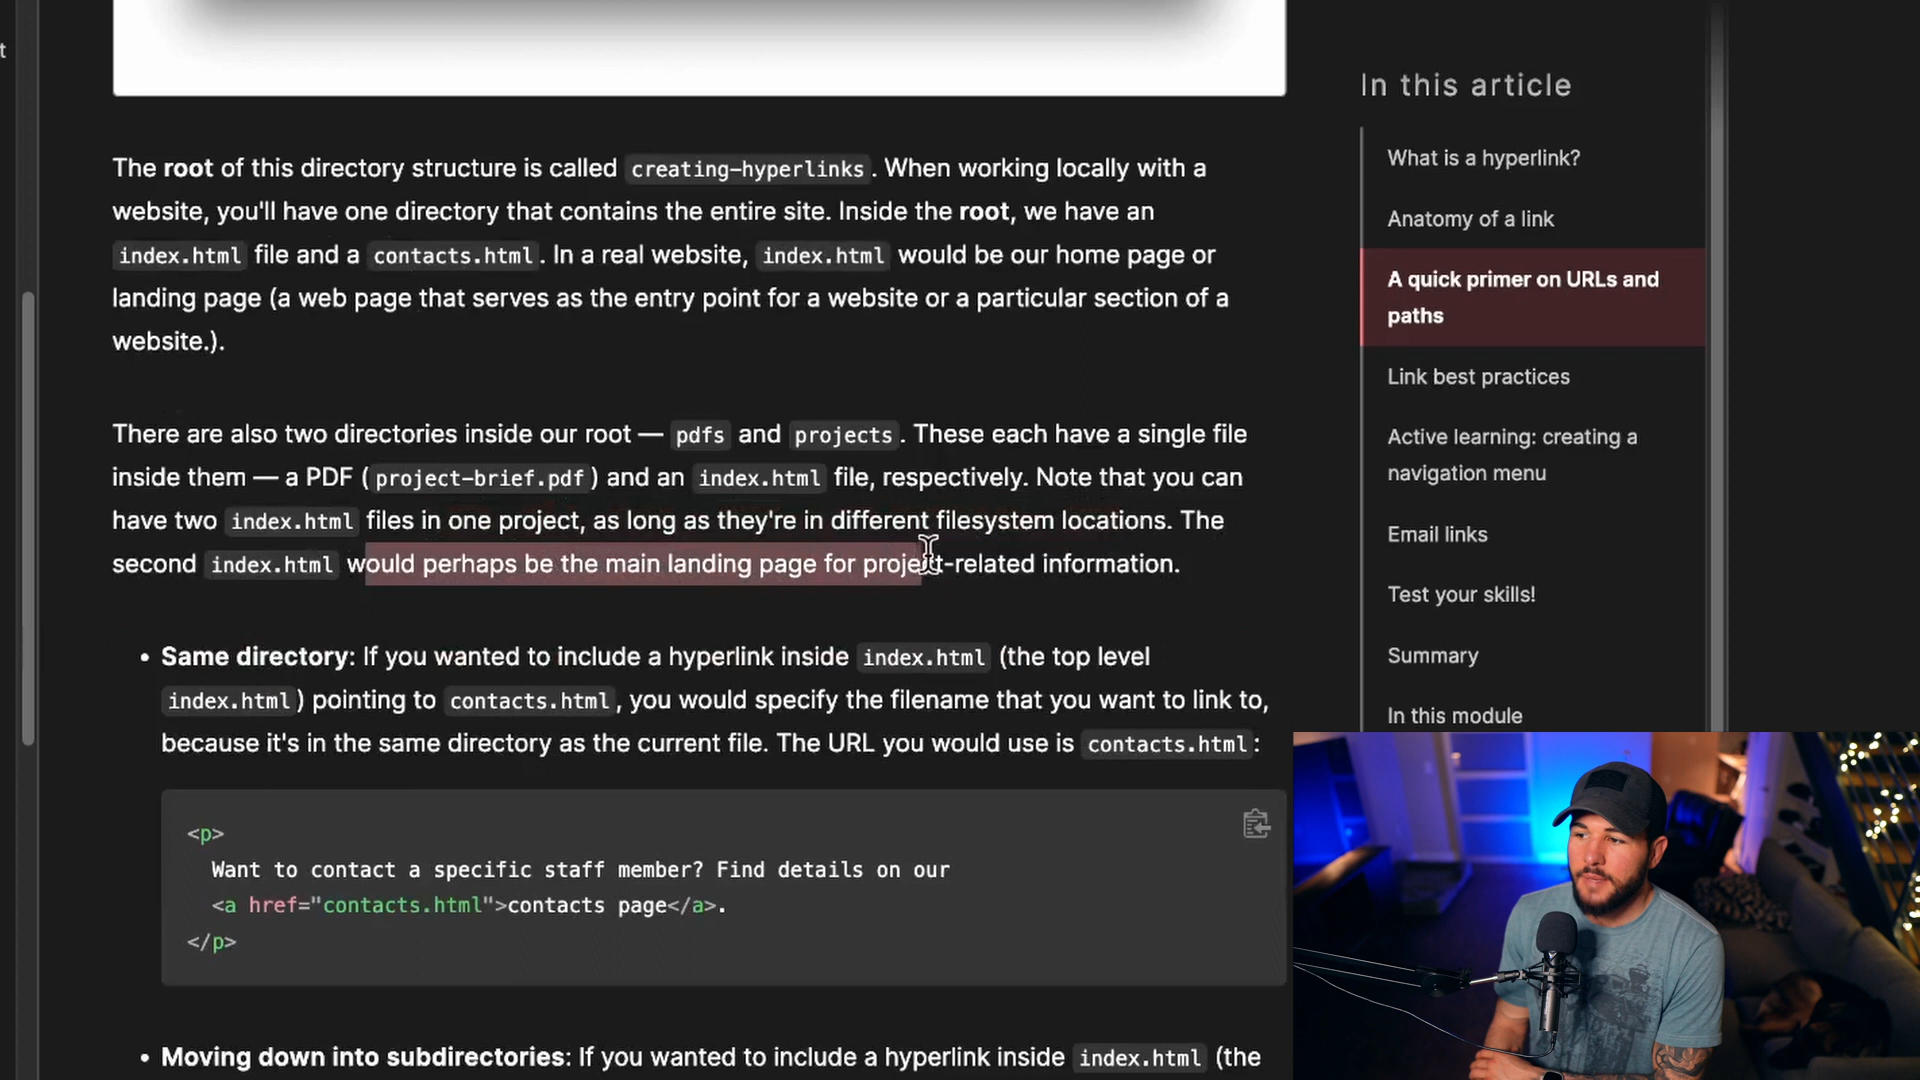 t
The root of this directory structure is called creating-hyperlinks. When working locally with a
website, you'll have one directory that contains the entire site. Inside the root, we have an
index.html file and a contacts.html. In a real website, index.html would be our home page or
landing page (a web page that serves as the entry point for a website or a particular section of a
website.).
There are also two directories inside our root — pdfs and projects. These each have a single file
inside them — a PDF (project-brief.pdf) and an index.html file, respectively. Note that you can
have two index.html files in one project, as long as they're in different filesystem locations. The
second index.html would perhaps be the main landing page for project-related information.
• Same directory: If you wanted to include a hyperlink inside index.html (the top level
index.html) pointing to contacts.html, you would specify the filename that you want to link to,
because it's in the same directory as the current file. The URL you would use is contacts.html:
<p>
Want to contact a specific staff member? Find details on our
<a href="contacts.html">contacts page</a>.
</p>
• Moving down into subdirectories: If you wanted to include a hyperlink inside index.html (the
In this article
What is a hyperlink?
Anatomy of a link
A quick primer on URLs and
paths
Link best practices
Active learning: creating a
navigation menu
Email links
Test your skills!
Summary
In this module